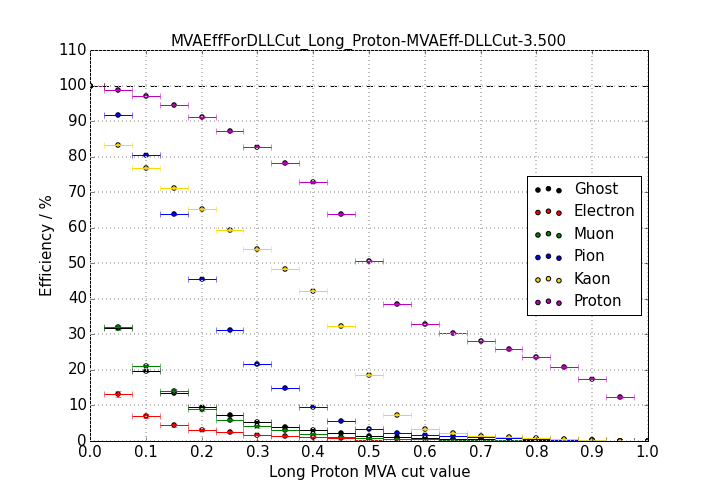 MVAEffForDLLCut_Long_Proton-MVAEff-DLLCut-3.500
110
100
90
80
70
60
50
40
30
20
10
0
Efficiency / %
Ghost
Electron
Muon
Pion
Kaon
Proton
0.0 0.1 0.2 0.3 0.4 0.5 0.6 0.7 0.8 0.9 1.0
Long Proton MVA cut value